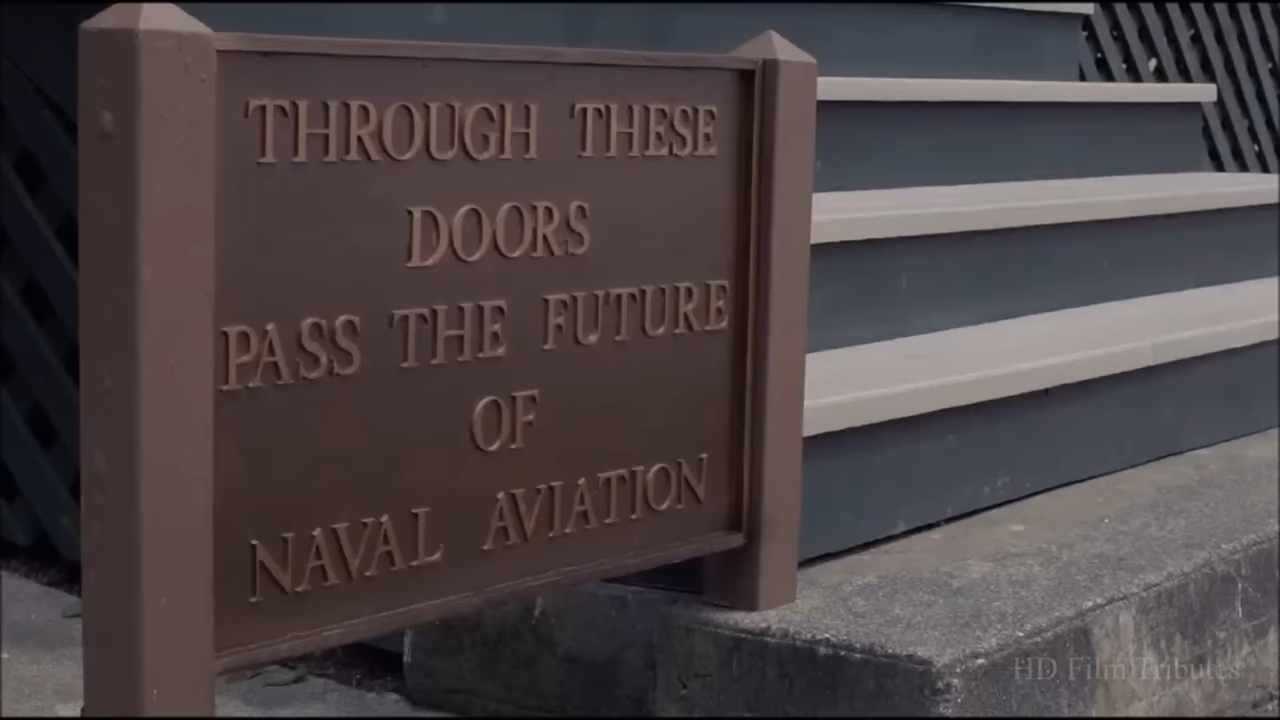 THROUGH THESE
DOORS
PASS THE FUTURE
OF
NAVAL AVIATION
HD Film Tributes